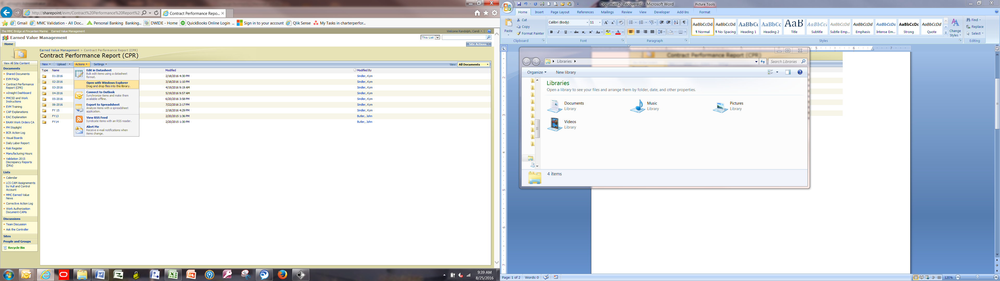 http://sharepoint/evm/Contract%20Performance%20Report%2
Contract Performance Repo...
Gmail
MMC Validation - All Doc...
Personal Banking Banking...
DWIDE - Home
QuickBooks Online Login ...
Sign in to your account
Qlik Sense
My Tasks in charterperfor...
The MMC Bridge at Fincantieri Marine > Earned Value Management
Welcome Randolph, Candi
Earned Value Management
This List
Home
Site Actions
Earned Value Management > Contract Performance Report (CPR)
Contract Performance Report (CPR)
View All Site Content
Documents
Shared Documents
EVM FAQs
Contract Performance
Report (CPR)
wInsight Dashboard
PMCSD and Work
Instructions
EVM Training
CAP Explanations
EAC Explanation
BAAN Work Orders CA
PM Stoplight
BCR Action Log
Visual Boards
Daily Labor Report
Risk Register
Manufacturing Hours
Validation 2015
Discrepancy Reports
(DRs)
Lists
Calendar
LCS CAM Assignements
by Hull and Control
Account
MMC Earned Value
News
Corrective Action Log
Work Authorization
Document-CAMs
Discussions
Team Discussion
Ask the Controller
Sites
People and Groups
Recycle Bin
New Upload Actions Settings
View: All Documents
Type Name Modified Modified By
01-2016 2/18/2016 4:30 PM Sindler, Kym
02-2016 3/18/2016 1:10 PM Sindler, Kym
03-2016 4/19/2016 9:19 AM Sindler, Kym
04-2016 5/19/2016 9:57 AM Sindler, Kym
05-2016 6/20/2016 3:58 PM Sindler, Kym
06-2016 7/22/2016 2:17 PM Sindler, Kym
FY 15 2/18/2016 4:29 PM Sindler, Kym
FY13 2/20/2015 1:36 PM Butler, John
FY14 2/20/2015 1:30 PM Butler, John
Edit in Datasheet
Bulk edit items using a datasheet
format.
Open with Windows Explorer
Drag and drop files into this library.
Connect to Outlook
Synchronize items and make them
available offline.
Export to Spreadsheet
Analyze items with a spreadsheet
application.
View RSS Feed
Syndicate items with an RSS reader.
Alert Me
Receive e-mail notifications when
items change.
9:39 AM
8/25/2016
Document2 (Recovered) - Microsoft Word
Picture Tools
Home Insert Page Layout References Mailings Review View Developer Add-Ins Format
Paste
Cut
Copy
Format Painter
Clipboard
Calibri (Body) 11
Font
Paragraph
AaBbCcDd AaBbCcDd AaBbCc AaBbCc AaB AaBbCc AaBbCcDd AaBbCcDd AaBbCcDd AaBbCcDc AaBbCcDd
¶ Normal ¶ No Spacing Heading 1 Heading 2 Title Subtitle Subtle Emp... Emphasis Intense Em... Strong Quote
Change
Styles
Styles
Find
Replace
Select
Editing
Contract Performance Report (CPR)
Libraries
Search Libraries
Organize New library
Libraries
Open a library to see your files and arrange them by folder, date, and other properties.
Documents
Library
Music
Library
Pictures
Library
Videos
Library
4 items
Page: 1 of 2 Words: 0
120%